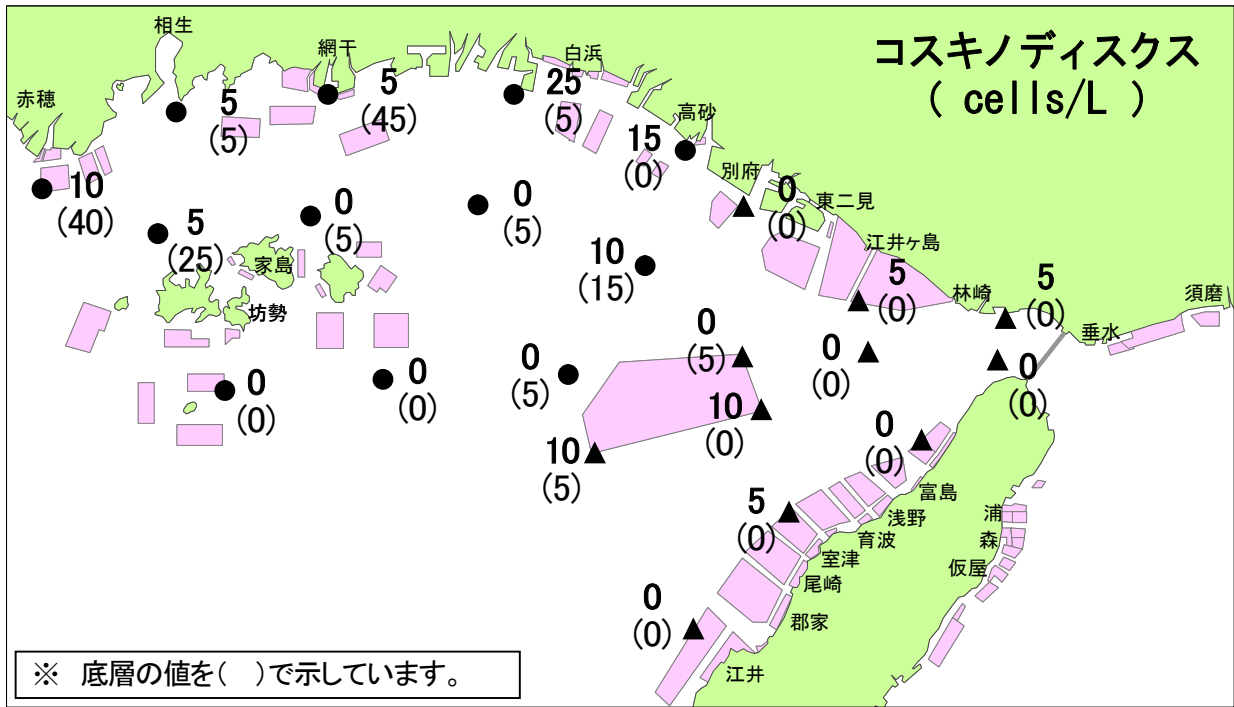 コスキノディスクス
( cells/L )
相生
網干
白浜
赤穂
高砂
別府
東二見
江井ヶ島
林崎
垂水
須磨
家島
坊勢
富島
浅野
育波
室津
尾崎
郡家
江井
浦
森
仮屋
5
(5)
5
(45)
25
(5)
15
(0)
10
(40)
5
(25)
0
(5)
0
(5)
10
(15)
0
(0)
5
(0)
5
(0)
0
(5)
0
(0)
0
(0)
0
(0)
0
(0)
0
(5)
10
(0)
10
(5)
0
(0)
5
(0)
0
(0)
※ 底層の値を( )で示しています。